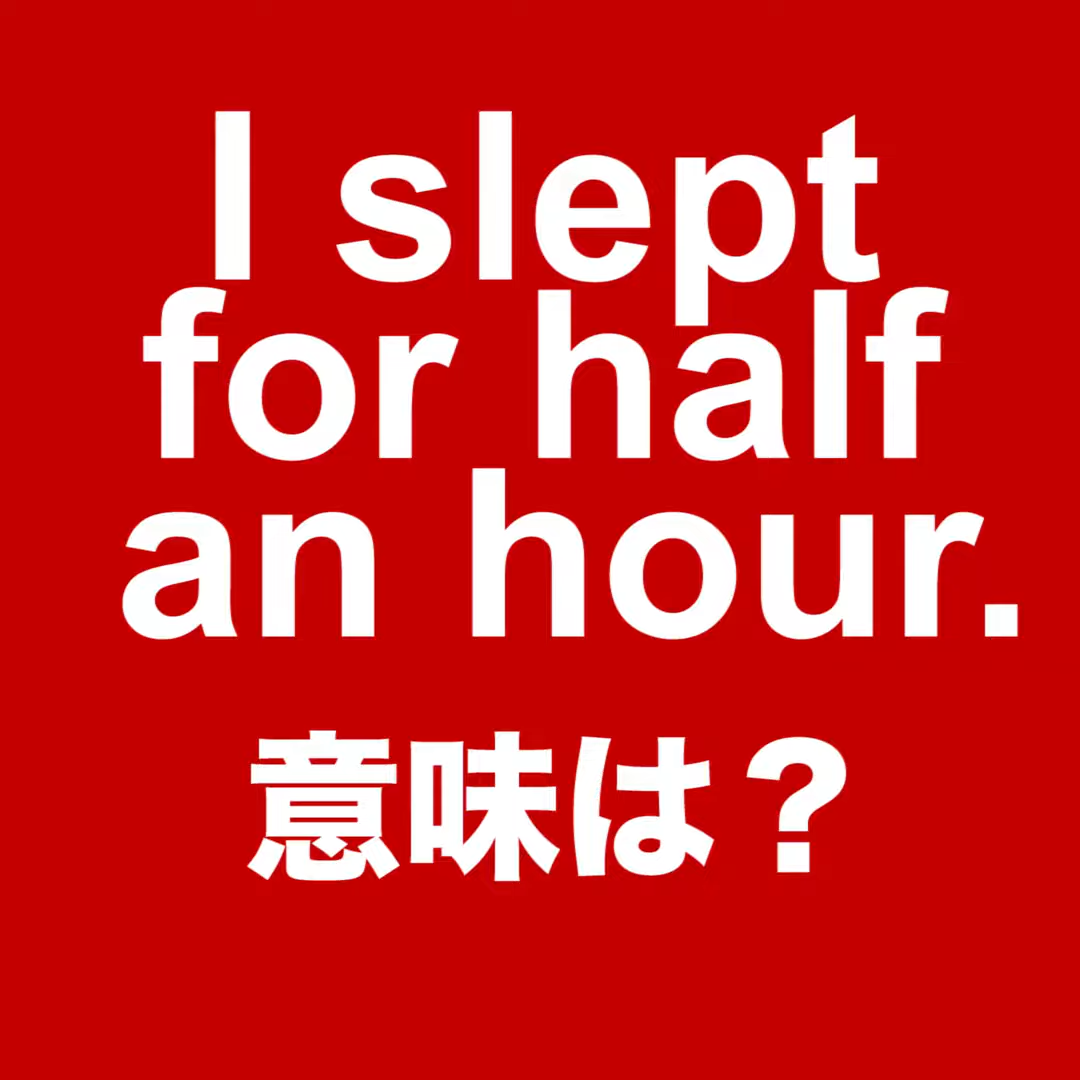 I slept
for half
an hour.
意味は？